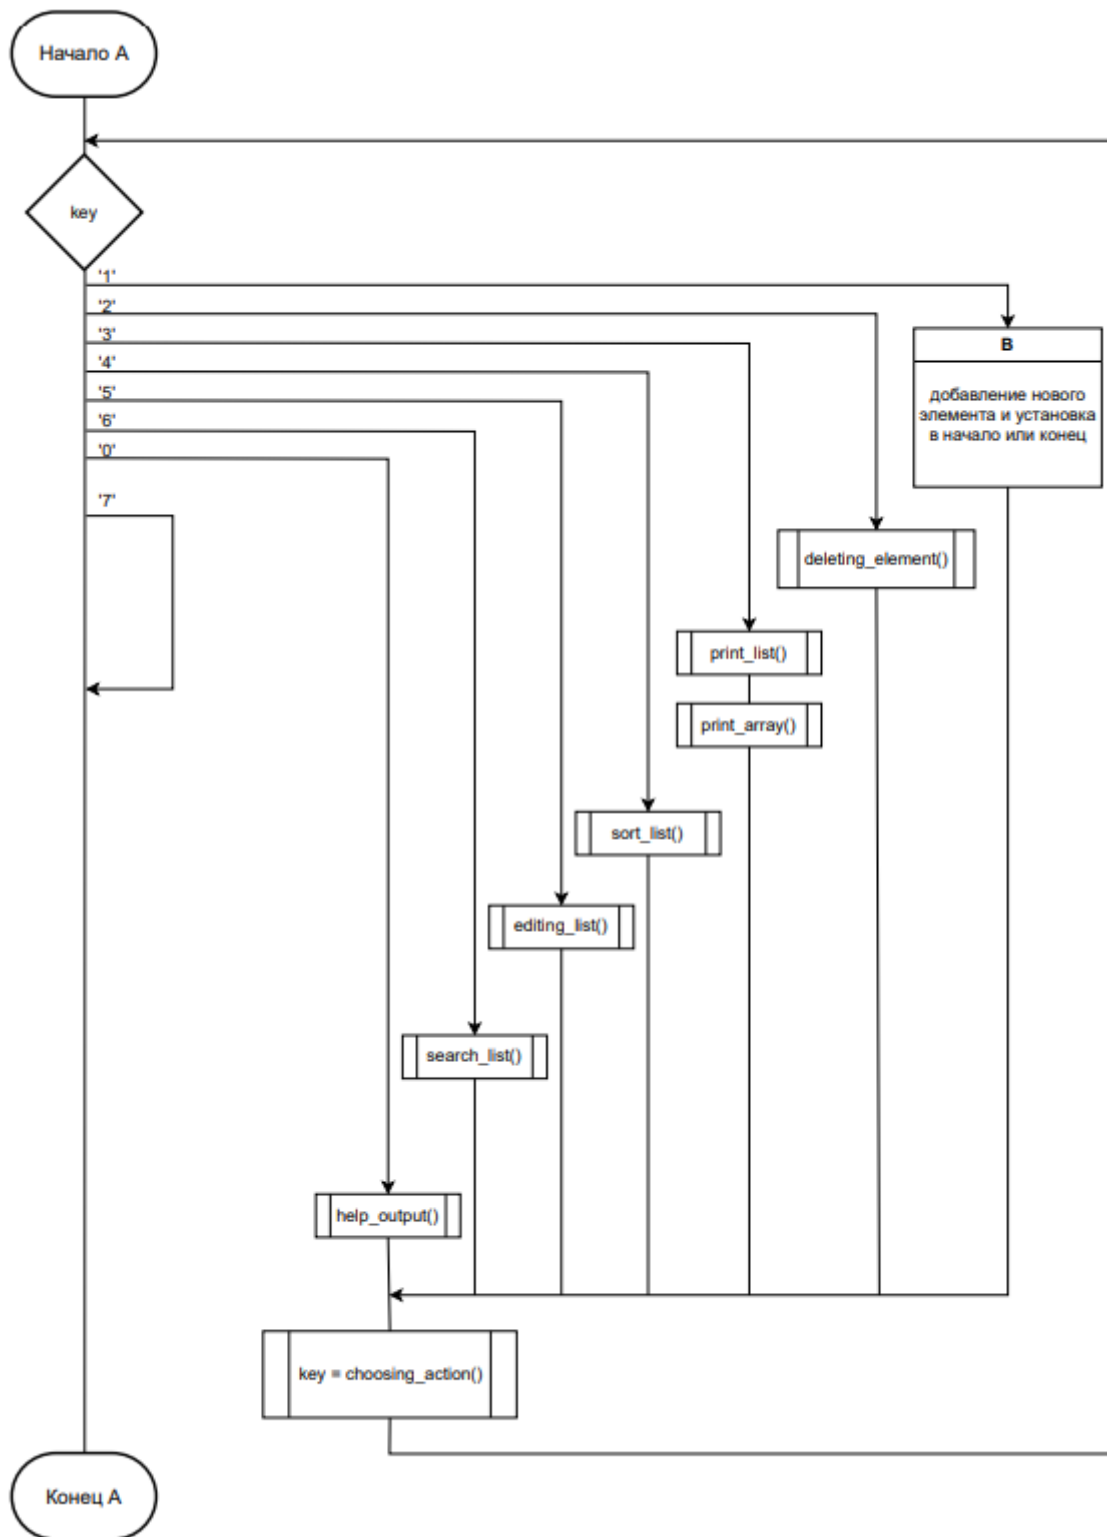 Начало А
key
'1'
'2'
'3'
'4'
'5'
'6'
'0'
'7'
B
добавление нового
элемента и установка
в начало или конец
deleting_element()
print_list()
print_array()
sort_list()
editing_list()
search_list()
help_output()
key = choosing_action()
Конец А